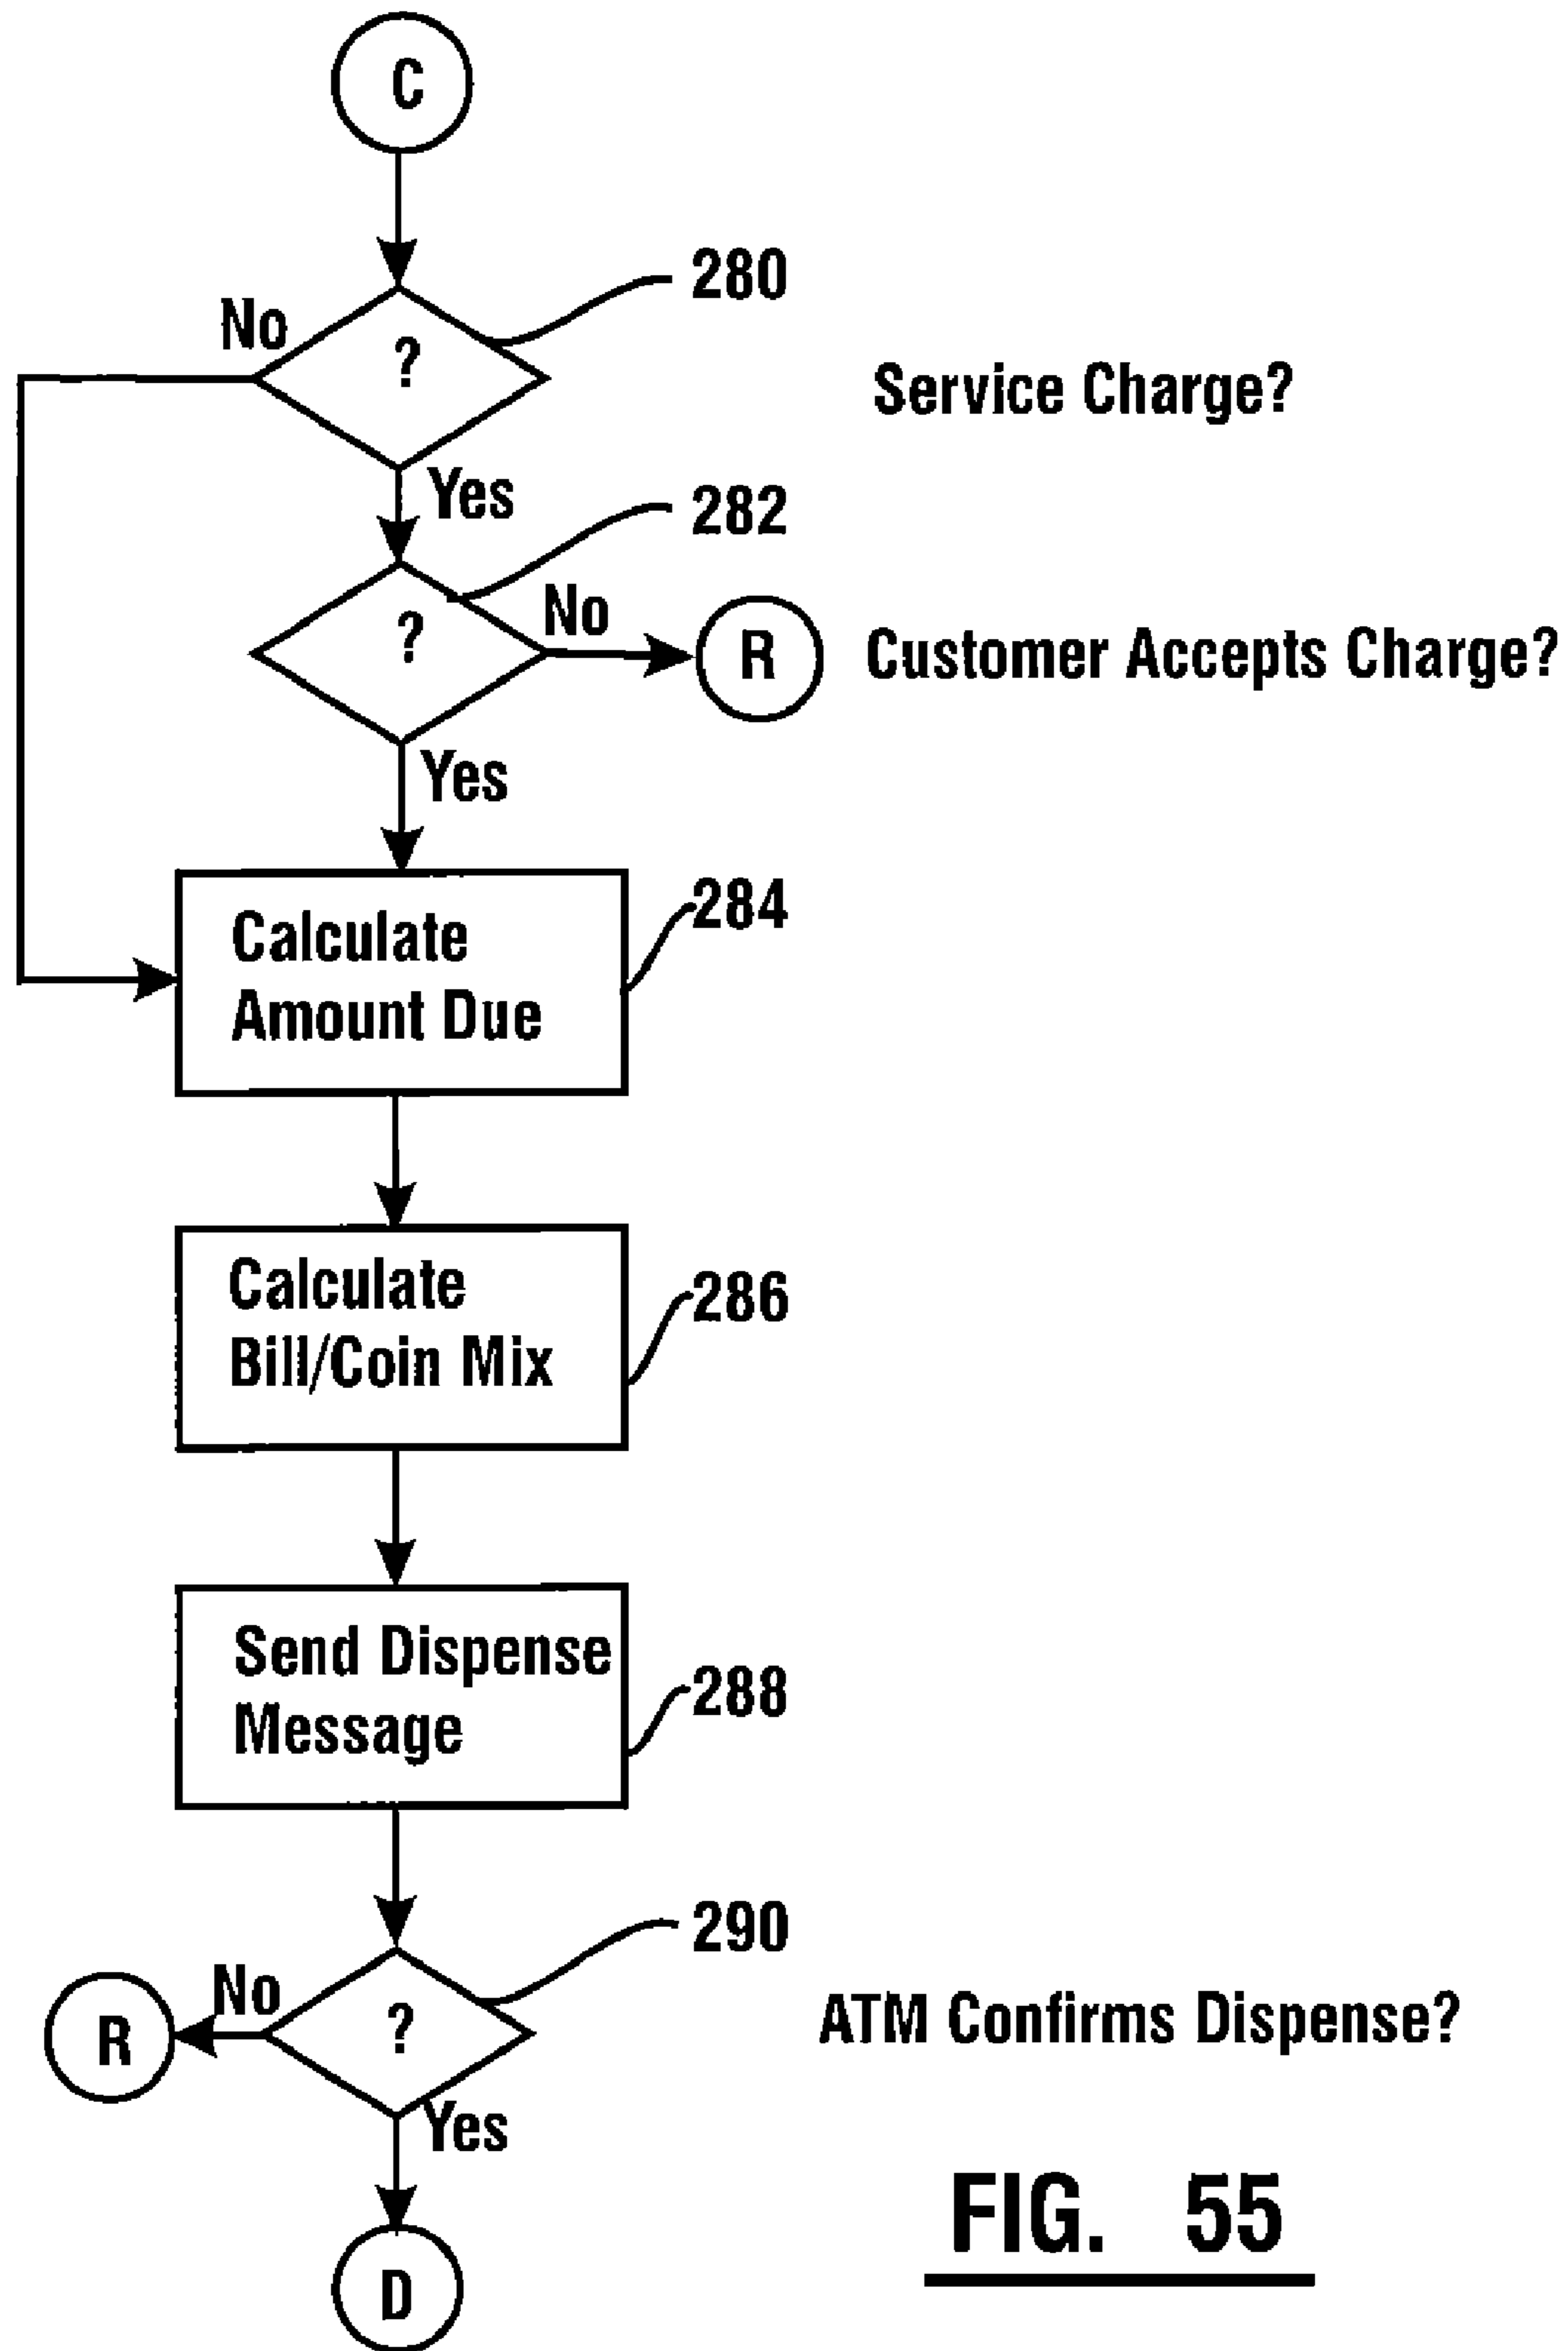 C
280
No
?
Service Charge?
Yes
282
No
?
R
Customer Accepts Charge?
Yes
284
Calculate
Amount Due
Calculate
286
Bill/Coin Mix
Send Dispense
288
Message
290
No
R
?
ATM Confirms Dispense?
Yes
FIG. 55
D